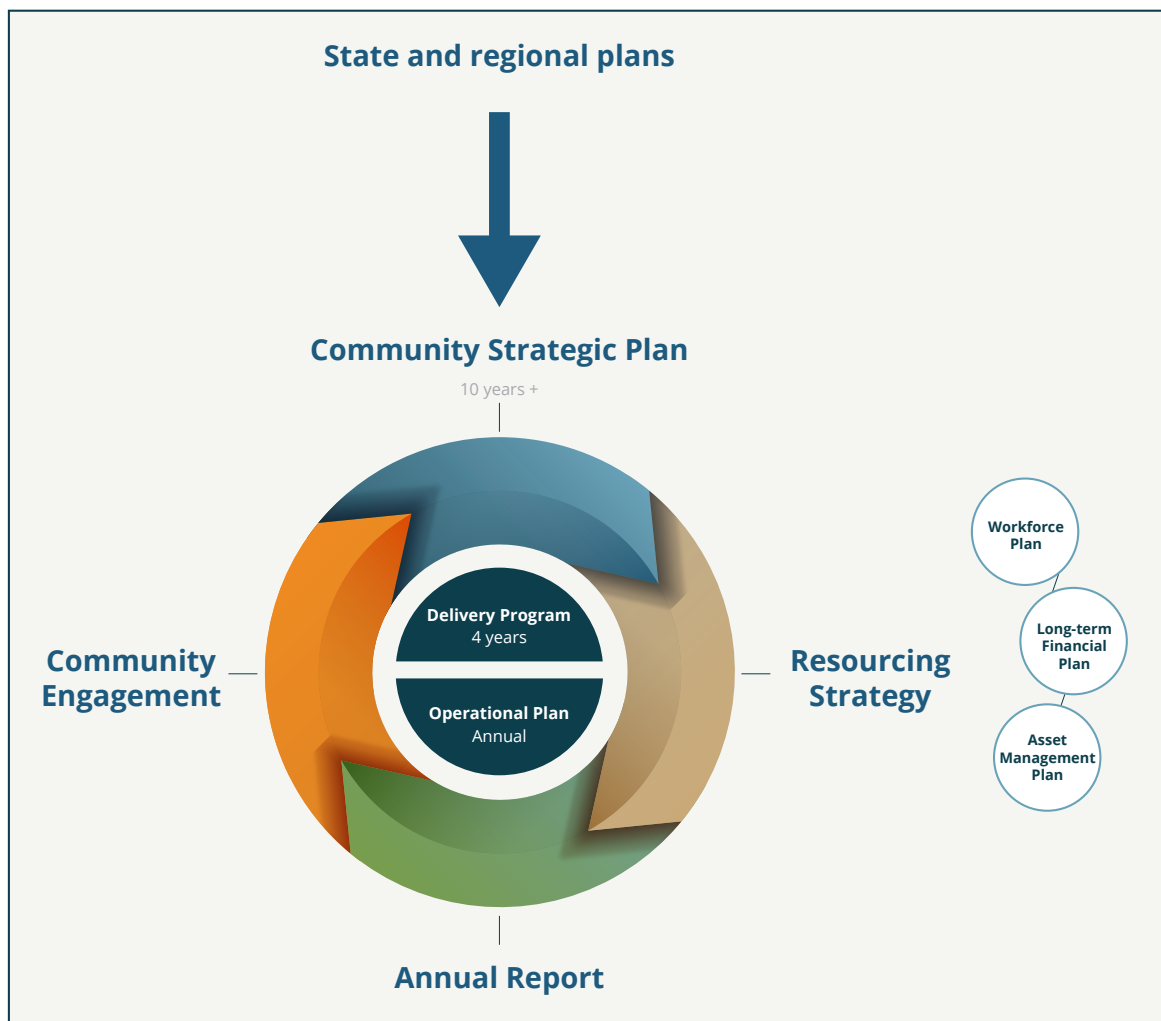 State and regional plans
Community Strategic Plan
10 years +
Delivery Program
4 years
Operational Plan
Annual
Community
Engagement
Resourcing
Strategy
Workforce
Plan
Long-term
Financial
Plan
Asset
Management
Plan
Annual Report